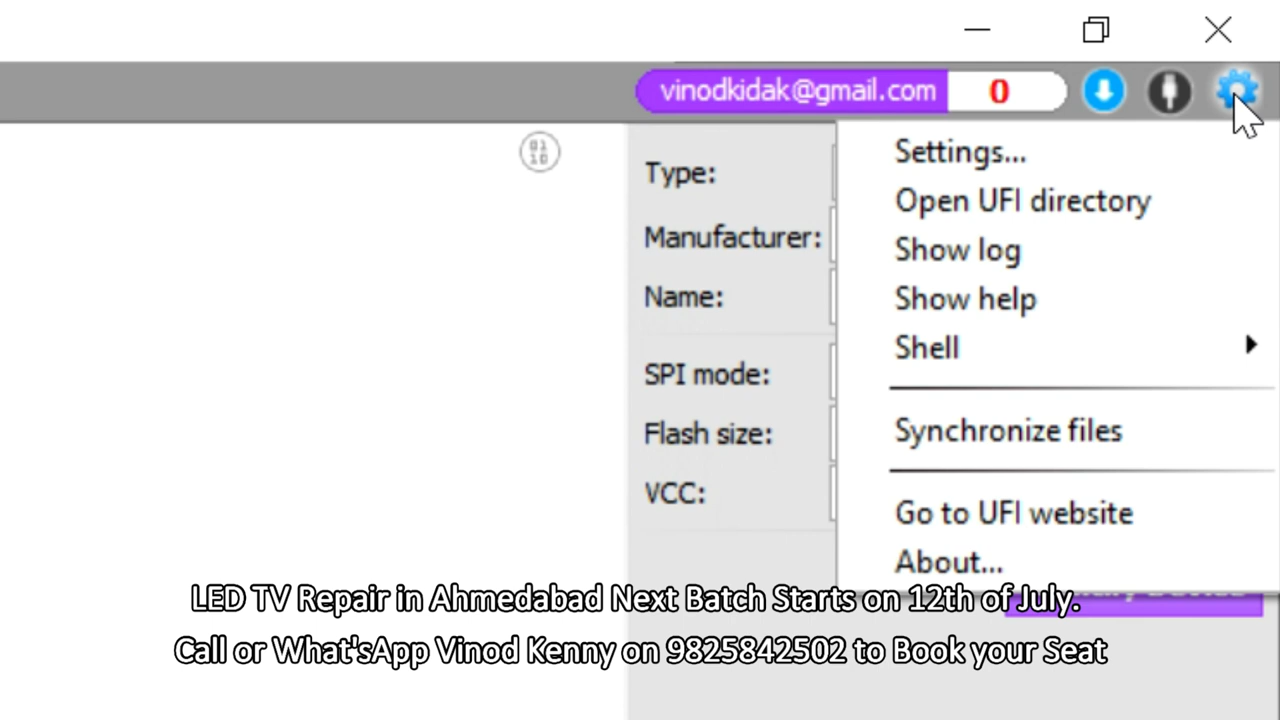 vinodkidak@gmail.com 0
01
10
Type:
Manufacturer:
Name:
SPI mode:
Flash size:
VCC:
Settings...
Open UFI directory
Show log
Show help
Shell
Synchronize files
Go to UFI website
About...
LED TV Repair in Ahmedabad Next Batch Starts on 12th of July.
Call or What'sApp Vinod Kenny on 9825842502 to Book your Seat